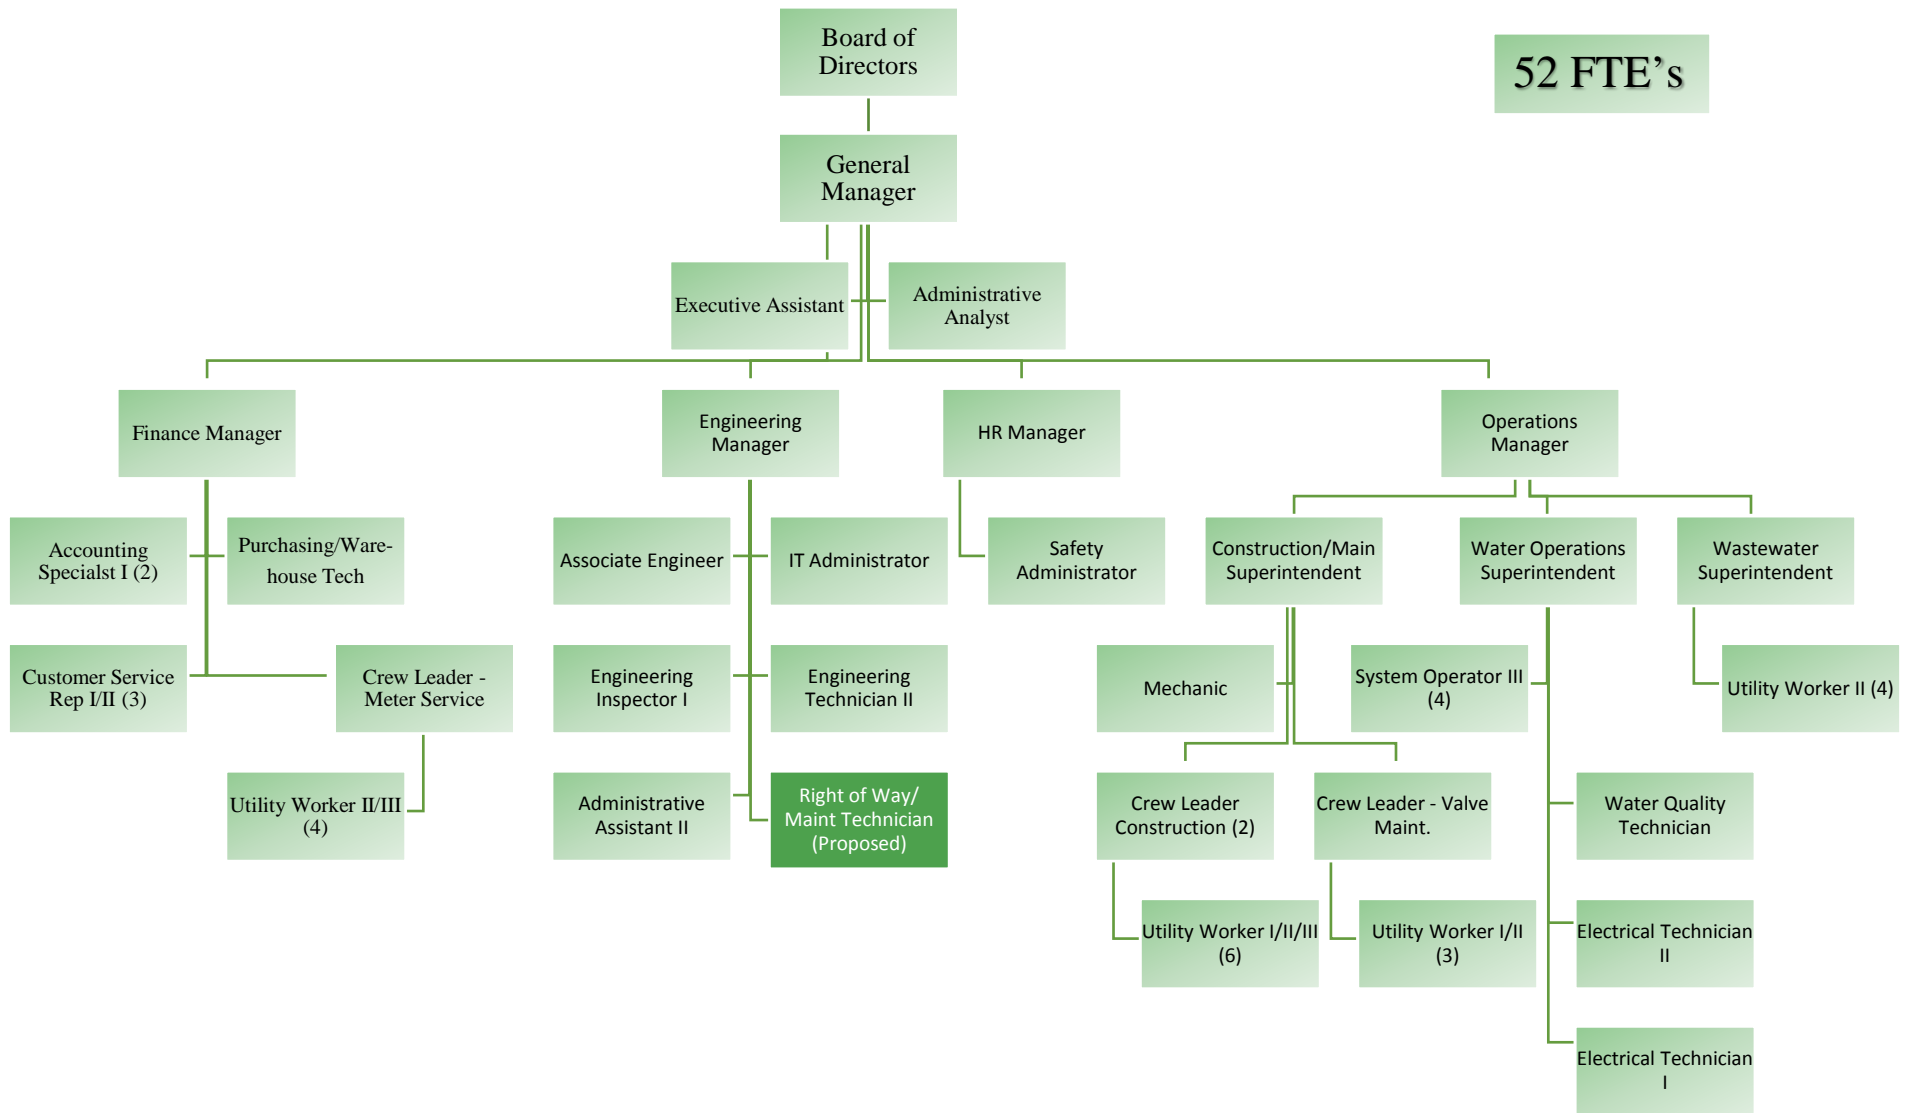 Board of
Directors
52 FTE’s
General
Manager
Executive Assistant
Administrative
Analyst
Finance Manager
Engineering
Manager
HR Manager
Operations
Manager
Accounting
Specialst I (2)
Purchasing/Ware-
house Tech
Associate Engineer
IT Administrator
Safety
Administrator
Construction/Main
Superintendent
Water Operations
Superintendent
Wastewater
Superintendent
Customer Service
Rep I/II (3)
Crew Leader -
Meter Service
Engineering
Inspector I
Engineering
Technician II
Mechanic
System Operator III
(4)
Utility Worker II (4)
Utility Worker II/III
(4)
Administrative
Assistant II
Right of Way/
Maint Technician
(Proposed)
Crew Leader
Construction (2)
Crew Leader - Valve
Maint.
Water Quality
Technician
Utility Worker I/II/III
(6)
Utility Worker I/II
(3)
Electrical Technician
II
Electrical Technician
I